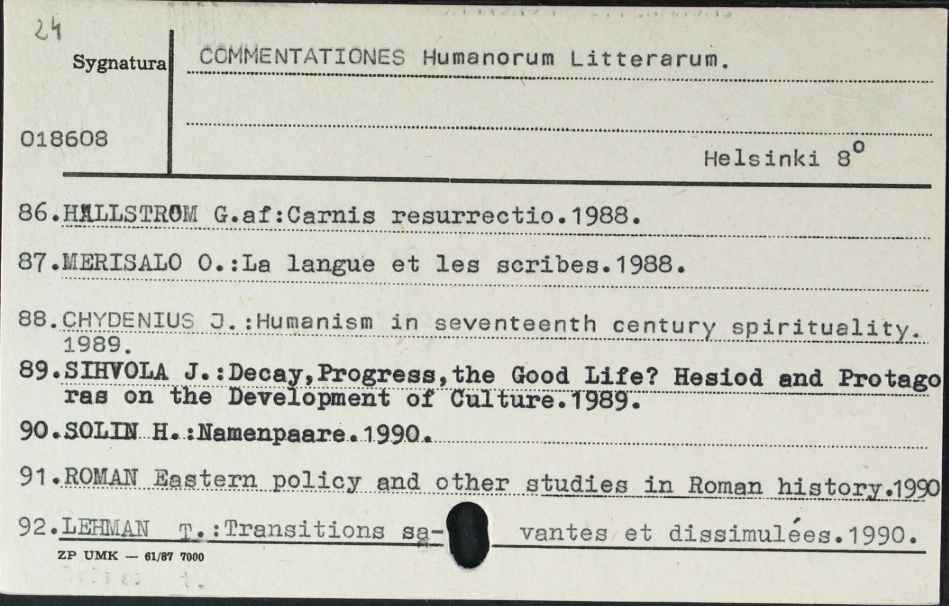 24
Sygnatura COMMENTATIONES Humanorum Litterarum.
018608
Helsinki 8°
86.HALLSTROM G.af:Carnis resurrectio.1988.
87.MERISALO O.:La langue et les scribes.1988.
88.CHYDENIUS J.:Humanism in seventeenth century spirituality.
1989.
89.SIHVOLA J.:Decay,Progress,the Good Life? Hesiod and Protago
ras on the Development of Culture.1989.
90.SOLIN H.:Namenpaare.1990.
91.ROMAN Eastern policy and other studies in Roman history.1990
92.LEHMAN T.:Transitions sa- vantes et dissimulées.1990.
ZP UMK — 61/87 7000